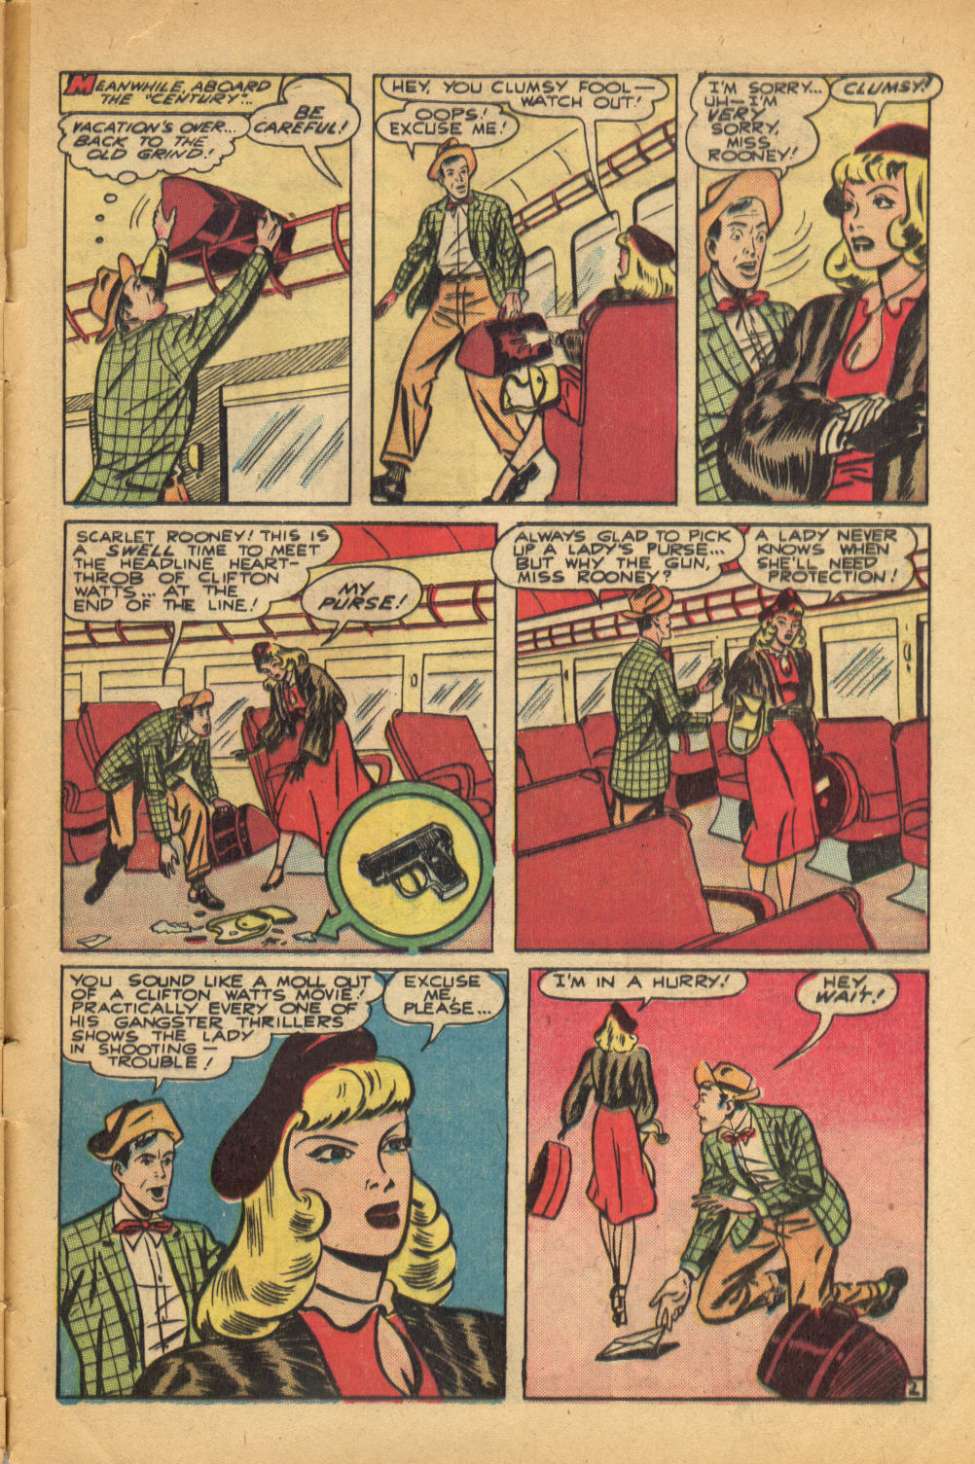 MEANWHILE, ABOARD
THE "CENTURY"...
VACATION'S OVER...
BACK TO THE
OLD GRIND!
BE
CAREFUL!
HEY, YOU CLUMSY FOOL—
WATCH OUT!
OOPS!
EXCUSE ME!
I'M SORRY...
UH—I'M
VERY
SORRY,
MISS
ROONEY!
CLUMSY!
SCARLET ROONEY! THIS IS
A SWELL TIME TO MEET
THE HEADLINE HEART-
THROB OF CLIFTON
WATTS... AT THE
END OF THE LINE!
MY
PURSE!
ALWAYS GLAD TO PICK
UP A LADY'S PURSE...
BUT WHY THE GUN,
MISS ROONEY?
A LADY NEVER
KNOWS WHEN
SHE'LL NEED
PROTECTION!
YOU SOUND LIKE A MOLL OUT
OF A CLIFTON WATTS MOVIE!
PRACTICALLY EVERY ONE OF
HIS GANGSTER THRILLERS
SHOWS THE LADY
IN SHOOTING—
TROUBLE!
EXCUSE
ME,
PLEASE...
I'M IN A HURRY!
HEY,
WAIT!
2